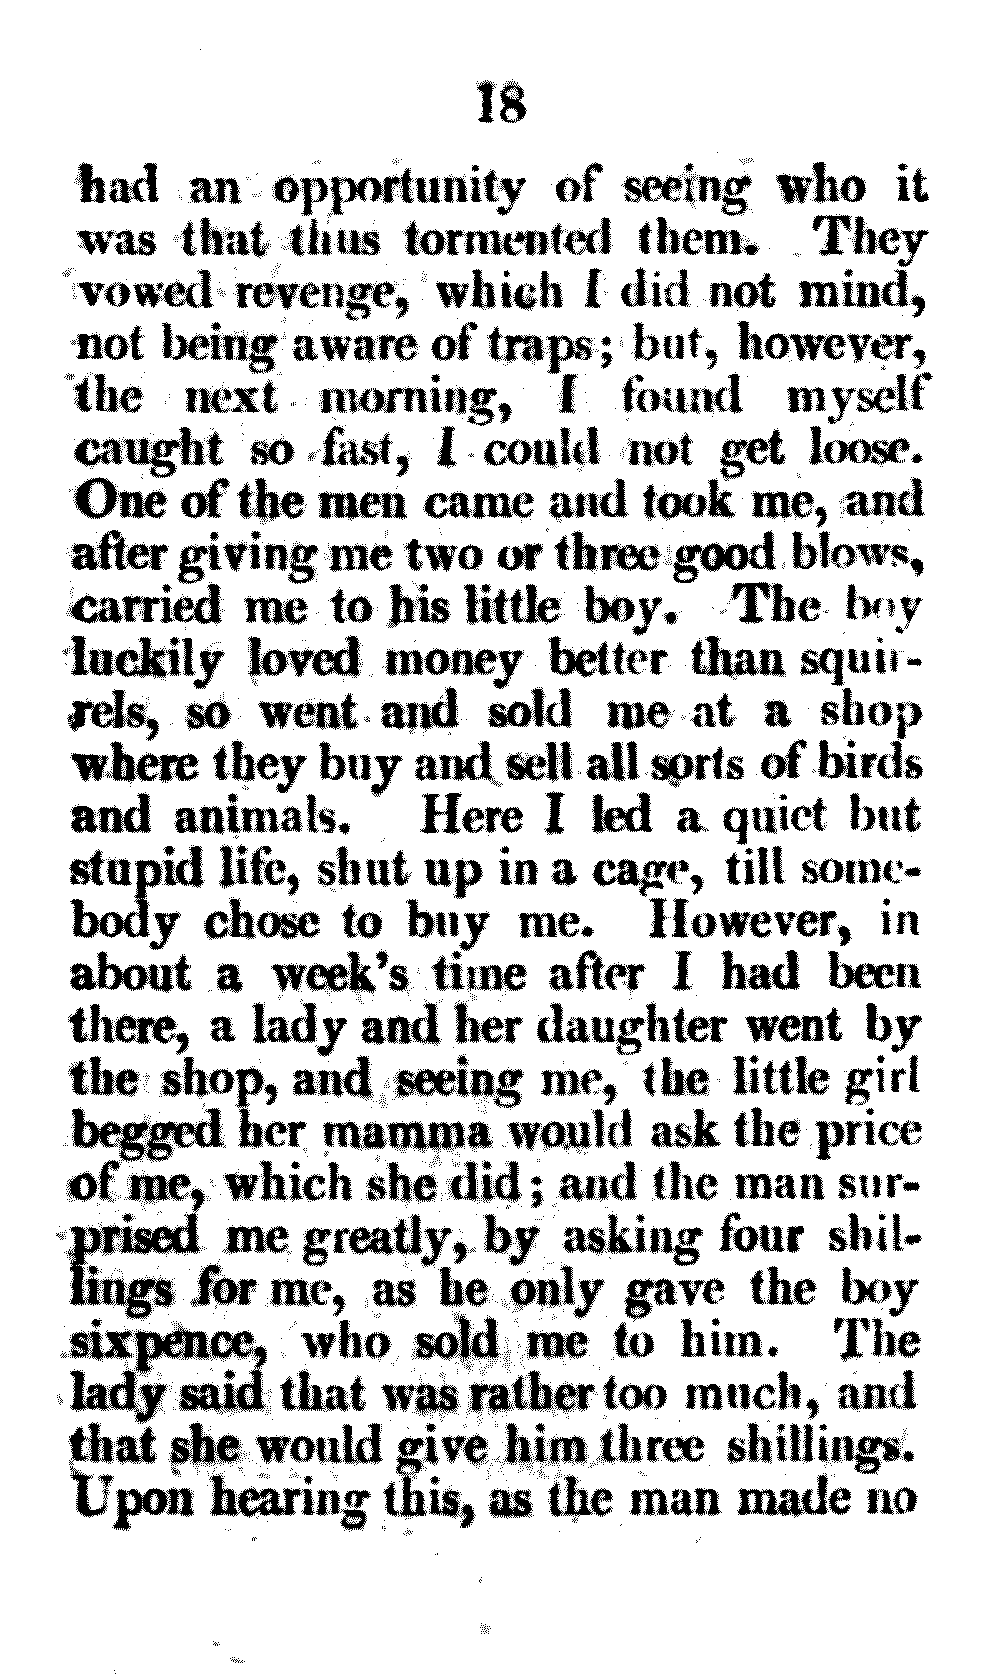 18
had an opportunity of seeing who it
was that thus tormented them. They
vowed revenge, which I did not mind,
not being aware of traps; but, however,
the next morning, I found myself
caught so fast, I could not get loose.
One of the men came and took me, and
after giving me two or three good blows,
carried me to his little boy. The boy
luckily loved money better than squir-
rels, so went and sold me at a shop
where they buy and sell all sorts of birds
and animals. Here I led a quiet but
stupid life, shut up in a cage, till some-
body chose to buy me. However, in
about a week's time after I had been
there, a lady and her daughter went by
the shop, and seeing me, the little girl
begged her mamma would ask the price
of me, which she did; and the man sur-
prised me greatly, by asking four shil-
lings for me, as he only gave the boy
sixpence, who sold me to him. The
lady said that was rather too much, and
that she would give him three shillings.
Upon hearing this, as the man made no